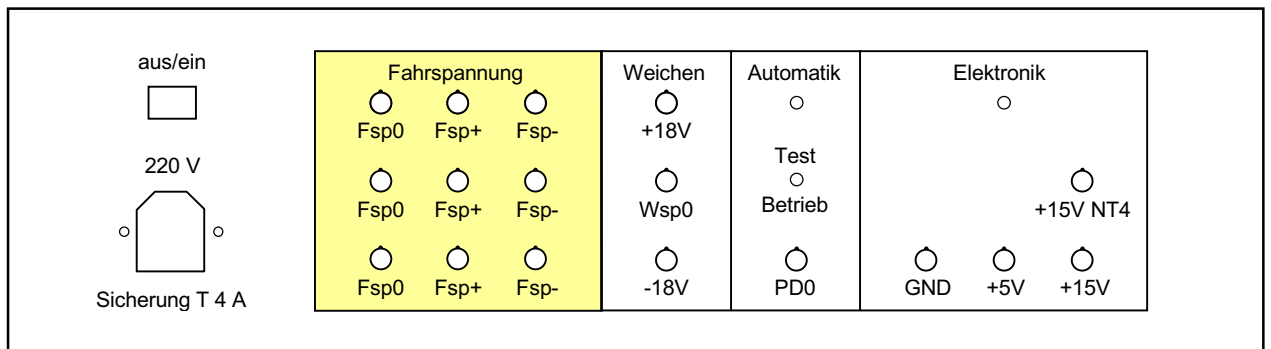 aus/ein
220 V
Sicherung T 4 A
Fahrspannung
Fsp0 Fsp+ Fsp-
Fsp0 Fsp+ Fsp-
Fsp0 Fsp+ Fsp-
Weichen
+18V
Wsp0
-18V
Automatik
Test
Betrieb
PD0
Elektronik
+15V NT4
GND +5V +15V